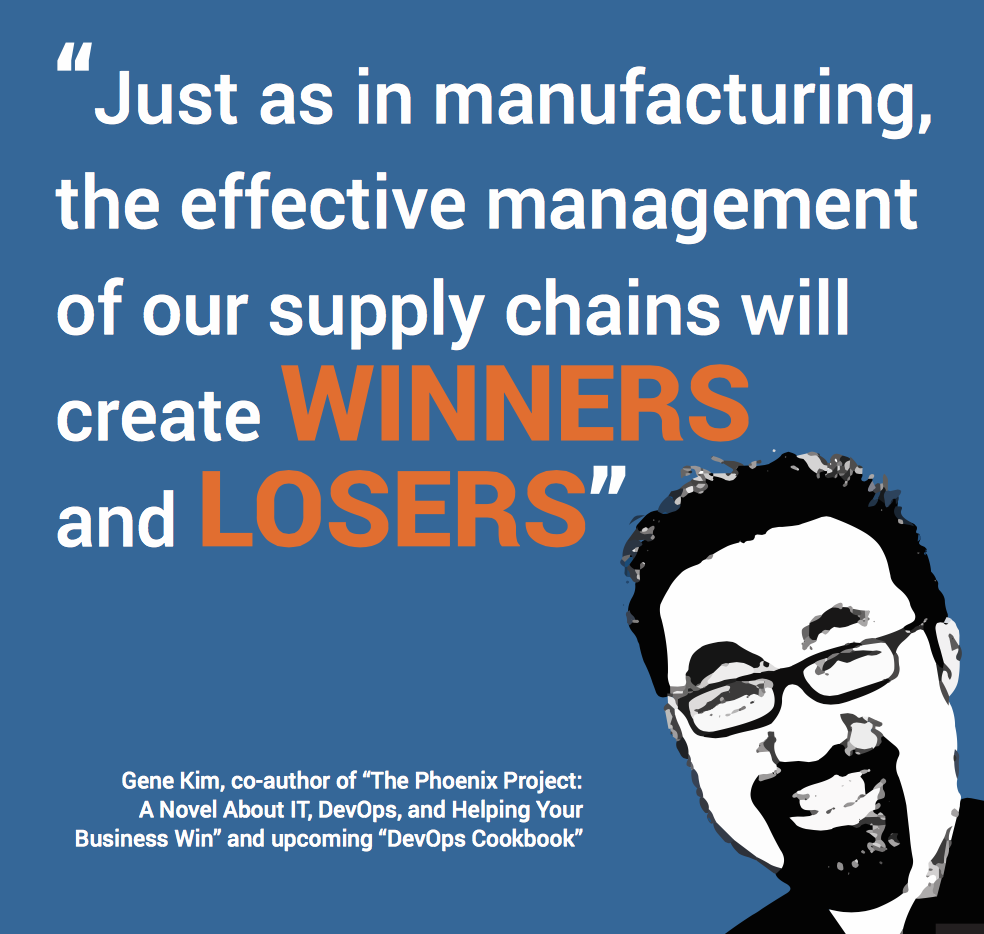 “Just as in manufacturing,
the effective management
of our supply chains will
create WINNERS
and LOSERS”
Gene Kim, co-author of “The Phoenix Project:
A Novel About IT, DevOps, and Helping Your
Business Win” and upcoming “DevOps Cookbook”